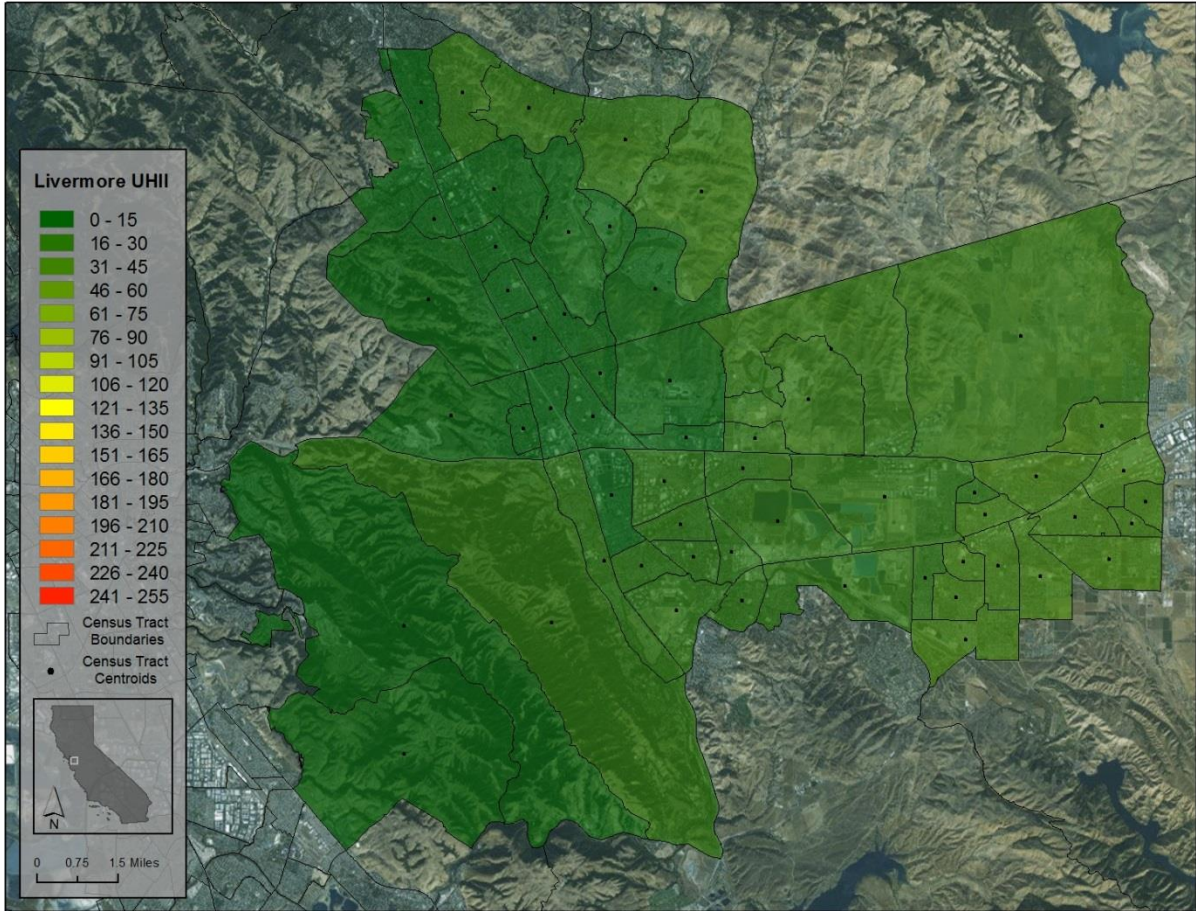 Livermore UHII
0 - 15
16 - 30
31 - 45
46 - 60
61 - 75
76 - 90
91 - 105
106 - 120
121 - 135
136 - 150
151 - 165
166 - 180
181 - 195
196 - 210
211 - 225
226 - 240
241 - 255
Census Tract
Boundaries
Census Tract
Centroids
N
0 0.75 1.5 Miles